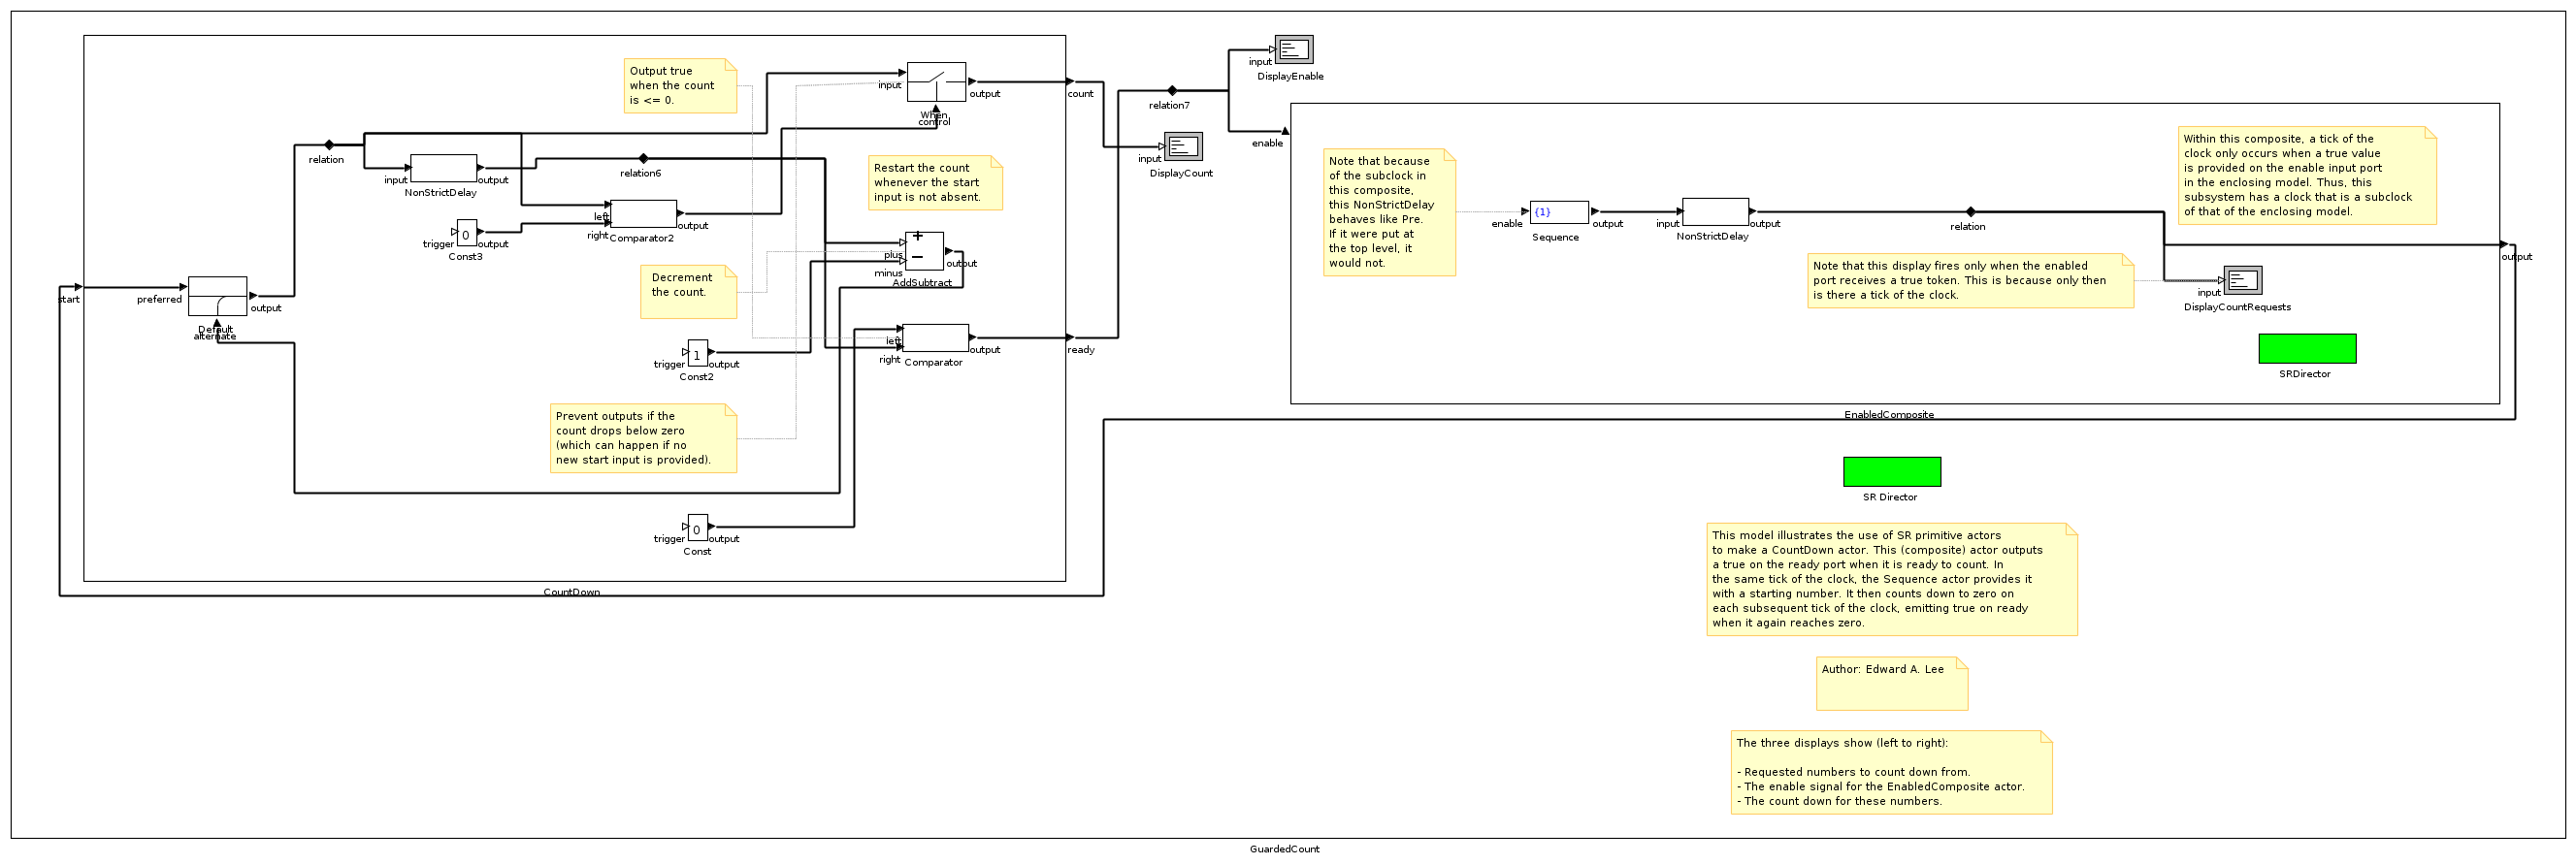 Output true
when the count
is <= 0.
input
output
When
control
count
relation
input
output
NonStrictDelay
relation6
Restart the count
whenever the start
input is not absent.
left
right
output
Comparator2
trigger
0
output
Const3
+
−
plus
minus
output
AddSubtract
Decrement
the count.
start
preferred
output
Default
alternate
trigger
1
output
Const2
left
right
output
Comparator
ready
Prevent outputs if the
count drops below zero
(which can happen if no
new start input is provided).
trigger
0
output
Const
CountDown
input
DisplayEnable
relation7
input
DisplayCount
enable
Note that because
of the subclock in
this composite,
this NonStrictDelay
behaves like Pre.
If it were put at
the top level, it
would not.
enable
{1}
output
Sequence
input
output
NonStrictDelay
relation
Within this composite, a tick of the
clock only occurs when a true value
is provided on the enable input port
in the enclosing model. Thus, this
subsystem has a clock that is a subclock
of that of the enclosing model.
Note that this display fires only when the enabled
port receives a true token. This is because only then
is there a tick of the clock.
input
DisplayCountRequests
output
SRDirector
EnabledComposite
SR Director
This model illustrates the use of SR primitive actors
to make a CountDown actor. This (composite) actor outputs
a true on the ready port when it is ready to count. In
the same tick of the clock, the Sequence actor provides it
with a starting number. It then counts down to zero on
each subsequent tick of the clock, emitting true on ready
when it again reaches zero.
Author: Edward A. Lee
The three displays show (left to right):
- Requested numbers to count down from.
- The enable signal for the EnabledComposite actor.
- The count down for these numbers.
GuardedCount